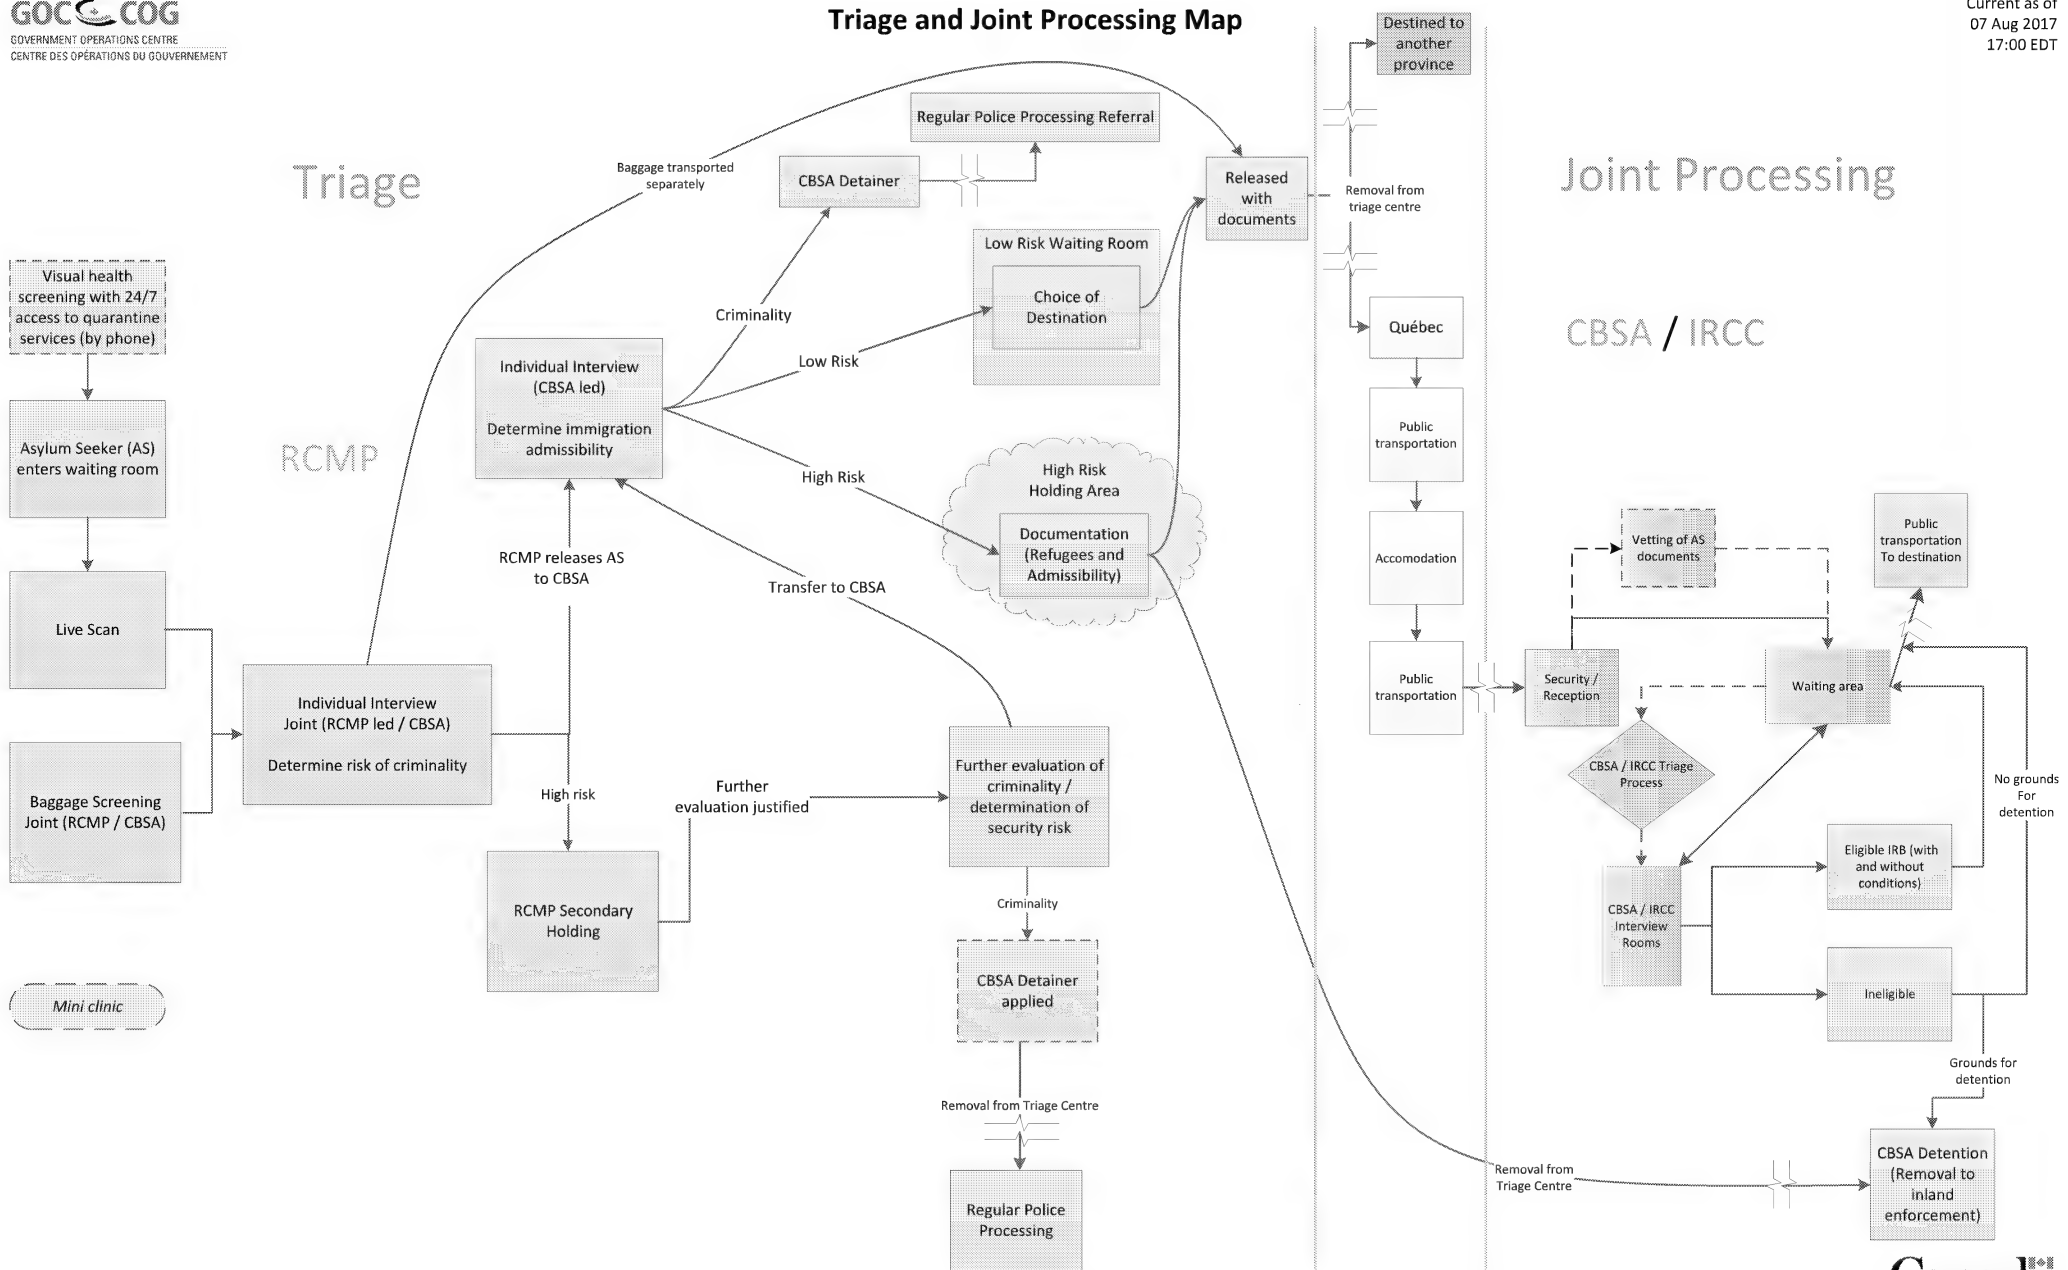 GOC COG
GOVERNMENT OPERATIONS CENTRE
CENTRE DES OPÉRATIONS DU GOUVERNEMENT
Triage and Joint Processing Map
Current as of
07 Aug 2017
17:00 EDT
Triage
RCMP
Joint Processing
CBSA / IRCC
Visual health
screening with 24/7
access to quarantine
services (by phone)
Asylum Seeker (AS)
enters waiting room
Live Scan
Baggage Screening
Joint (RCMP / CBSA)
Mini clinic
Individual Interview
Joint (RCMP led / CBSA)
Determine risk of criminality
Baggage transported
separately
RCMP releases AS
to CBSA
High risk
RCMP Secondary
Holding
Further
evaluation justified
Individual Interview
(CBSA led)
Determine immigration
admissibility
Criminality
Low Risk
High Risk
Transfer to CBSA
CBSA Detainer
Regular Police Processing Referral
Low Risk Waiting Room
Choice of
Destination
High Risk
Holding Area
Documentation
(Refugees and
Admissibility)
Further evaluation of
criminality /
determination of
security risk
Criminality
CBSA Detainer
applied
Removal from Triage Centre
Regular Police
Processing
Released
with
documents
Removal from
triage centre
Destined to
another
province
Québec
Public
transportation
Accomodation
Public
transportation
Security /
Reception
Vetting of AS
documents
Waiting area
Public
transportation
To destination
CBSA / IRCC Triage
Process
CBSA / IRCC
Interview
Rooms
Eligible IRB (with
and without
conditions)
Ineligible
No grounds
For
detention
Grounds for
detention
Removal from
Triage Centre
CBSA Detention
(Removal to
inland
enforcement)